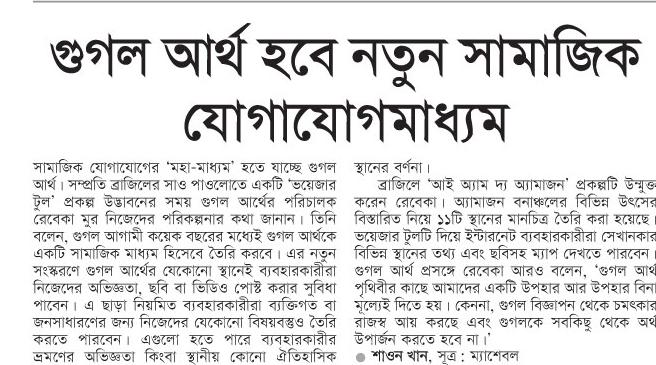 গুগল আর্থ হবে নতুন সামাজিক
যোগাযোগমাধ্যম
সামাজিক যোগাযোগের ‘মহা-মাধ্যম’ হতে যাচ্ছে গুগল
আর্থ। সম্প্রতি ব্রাজিলের সাও পাওলোতে একটি ‘ভয়েজার
টুল’ প্রকল্প উদ্ভাবনের সময় গুগল আর্থের পরিচালক
রেবেকা মুর নিজেদের পরিকল্পনার কথা জানান। তিনি
বলেন, গুগল আগামী কয়েক বছরের মধ্যেই গুগল আর্থকে
একটি সামাজিক মাধ্যম হিসেবে তৈরি করবে। এর নতুন
সংস্করণে গুগল আর্থের যেকোনো স্থানেই ব্যবহারকারীরা
নিজেদের অভিজ্ঞতা, ছবি বা ভিডিও পোস্ট করার সুবিধা
পাবেন। এ ছাড়া নিয়মিত ব্যবহারকারীরা ব্যক্তিগত বা
জনসাধারণের জন্য নিজেদের যেকোনো বিষয়বস্তুও তৈরি
করতে পারবেন। এগুলো হতে পারে ব্যবহারকারীর
ভ্রমণের অভিজ্ঞতা কিংবা স্থানীয় কোনো ঐতিহাসিক
স্থানের বর্ণনা।
ব্রাজিলে ‘আই অ্যাম দ্য অ্যামাজন’ প্রকল্পটি উন্মুক্ত
করেন রেবেকা। অ্যামাজন বনাঞ্চলের বিভিন্ন উৎসের
বিস্তারিত নিয়ে ১১টি স্থানের মানচিত্র তৈরি করা হয়েছে।
ভয়েজার টুলটি দিয়ে ইন্টারনেট ব্যবহারকারীরা সেখানকার
বিভিন্ন স্থানের তথ্য এবং ছবিসহ ম্যাপ দেখতে পারবেন।
গুগল আর্থ প্রসঙ্গে রেবেকা আরও বলেন, ‘গুগল আর্থ
পৃথিবীর কাছে আমাদের একটি উপহার আর উপহার বিনা
মূল্যেই দিতে হয়। কেননা, গুগল বিজ্ঞাপন থেকে চমৎকার
রাজস্ব আয় করছে এবং গুগলকে সবকিছু থেকে অর্থ
উপার্জন করতে হবে না।’
● শাওন খান, সূত্র : ম্যাশেবল